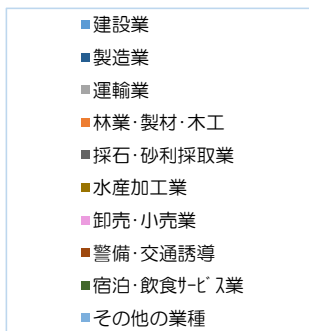 建設業
製造業
運輸業
林業･製材･木工
採石･砂利採取業
水産加工業
卸売･小売業
警備･交通誘導
宿泊･飲食ｻｰﾋﾞｽ業
その他の業種